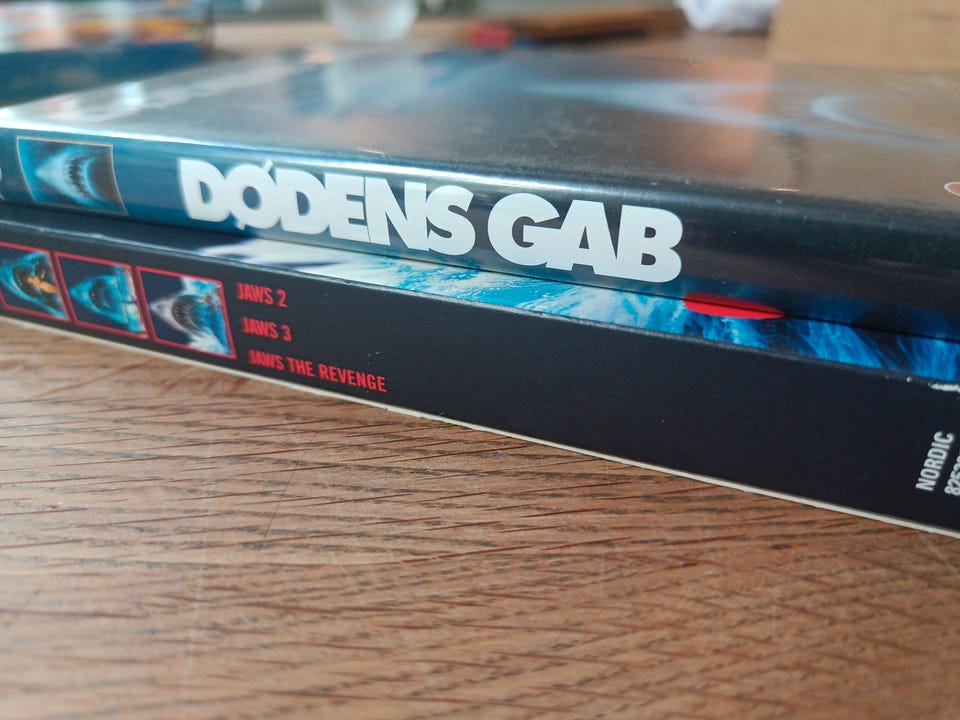 DØDENS GAB
JAWS 2
JAWS 3
JAWS THE REVENGE
NORDIC